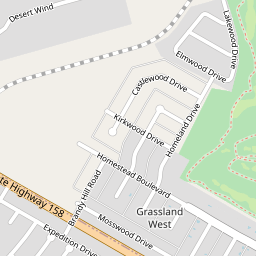 Desert Wind
Lakewood Drive
Elmwood Drive
Castlewood Drive
Kirkwood Drive
Homeland Drive
Homestead Boulevard
Brandy Hill Road
te Highway 158
Grassland
West
Mosswood Drive
Expedition Drive